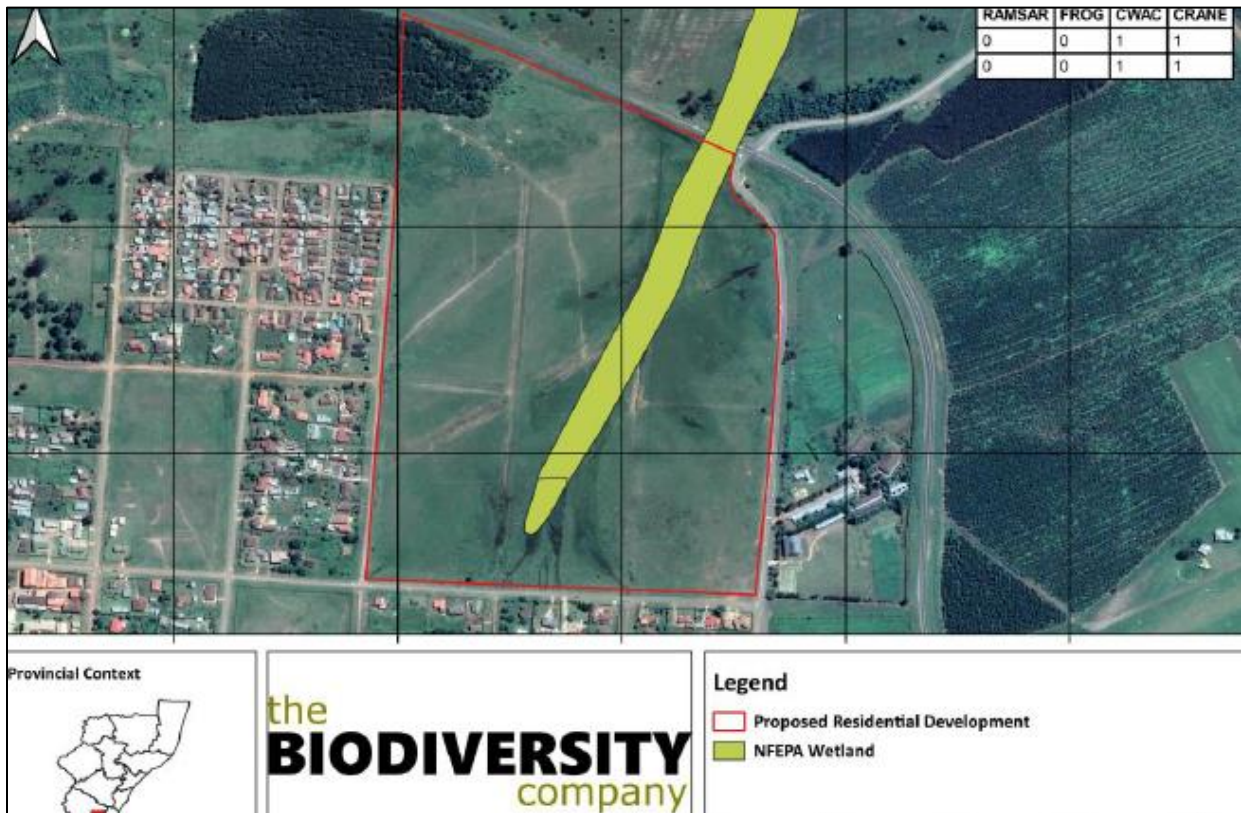 RAMSAR FROG CWAC CRANE
0 0 1 1
0 0 1 1
Provincial Context
the
BIODIVERSITY
company
Legend
Proposed Residential Development
NFEPA Wetland